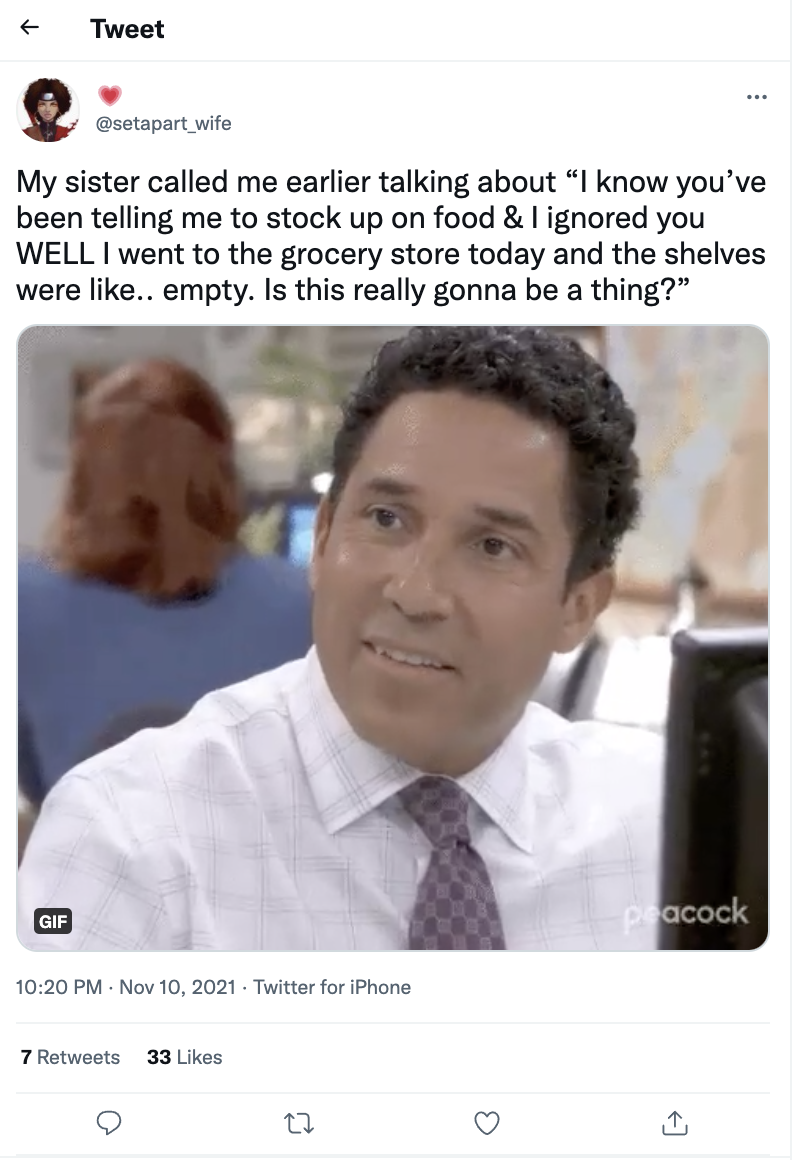 Tweet
@setapart_wife
My sister called me earlier talking about “I know you’ve
been telling me to stock up on food & I ignored you
WELL I went to the grocery store today and the shelves
were like.. empty. Is this really gonna be a thing?”
GIF
peacock
10:20 PM · Nov 10, 2021 · Twitter for iPhone
7 Retweets 33 Likes